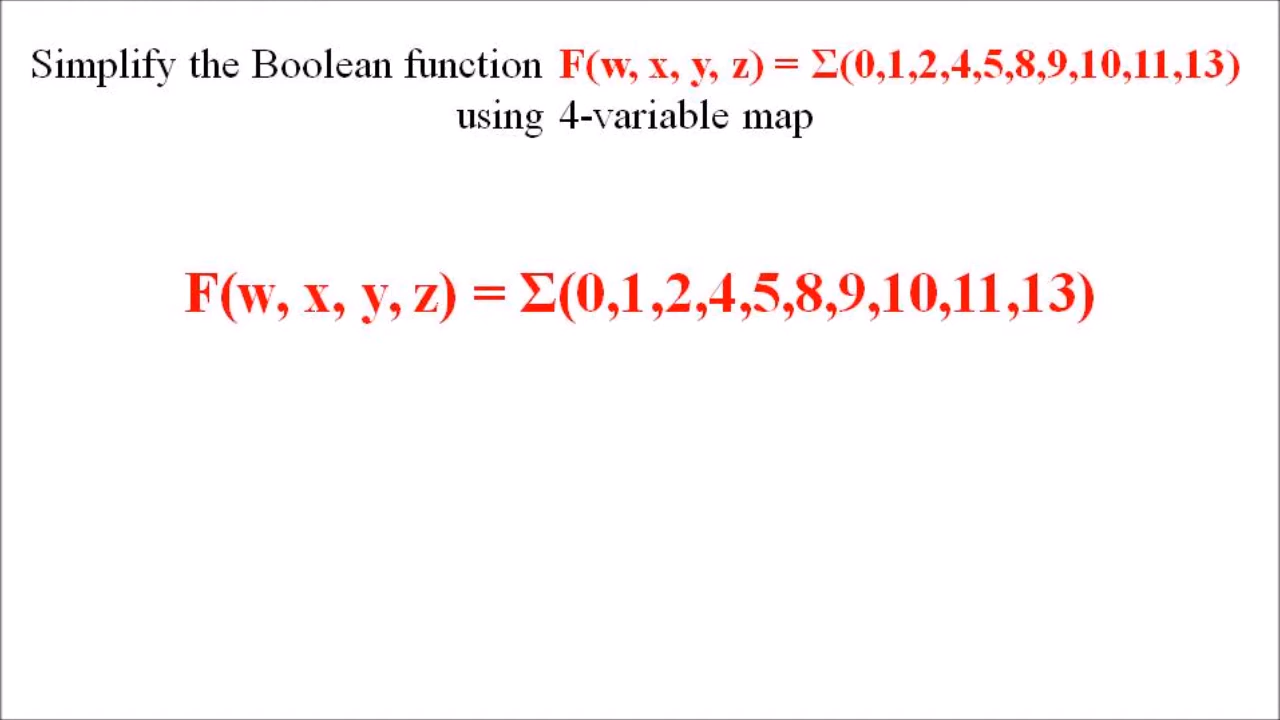 Simplify the Boolean function F(w, x, y, z) = Σ(0,1,2,4,5,8,9,10,11,13)
using 4-variable map
F(w, x, y, z) = Σ(0,1,2,4,5,8,9,10,11,13)